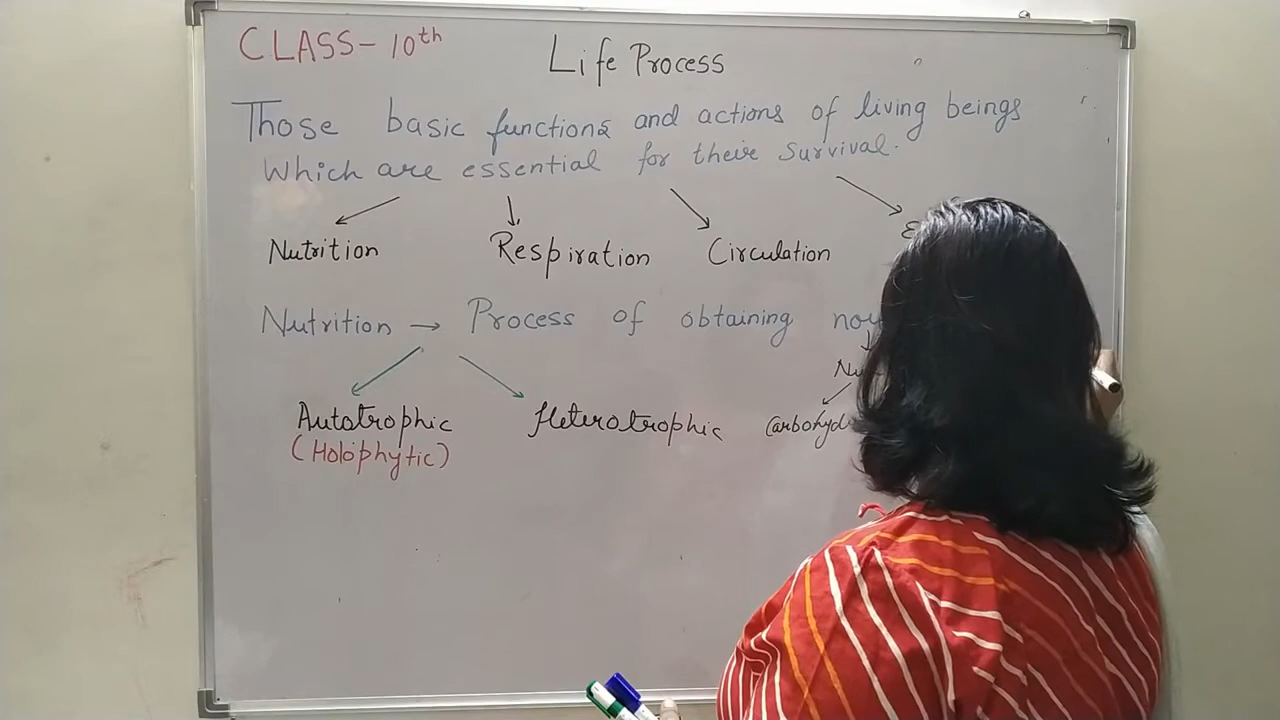 CLASS-10th
Life Process
Those basic functions and actions of living beings
which are essential for their survival.
Nutrition Respiration Circulation
Nutrition → Process of obtaining
Autotrophic Heterotrophic
(Holophytic)